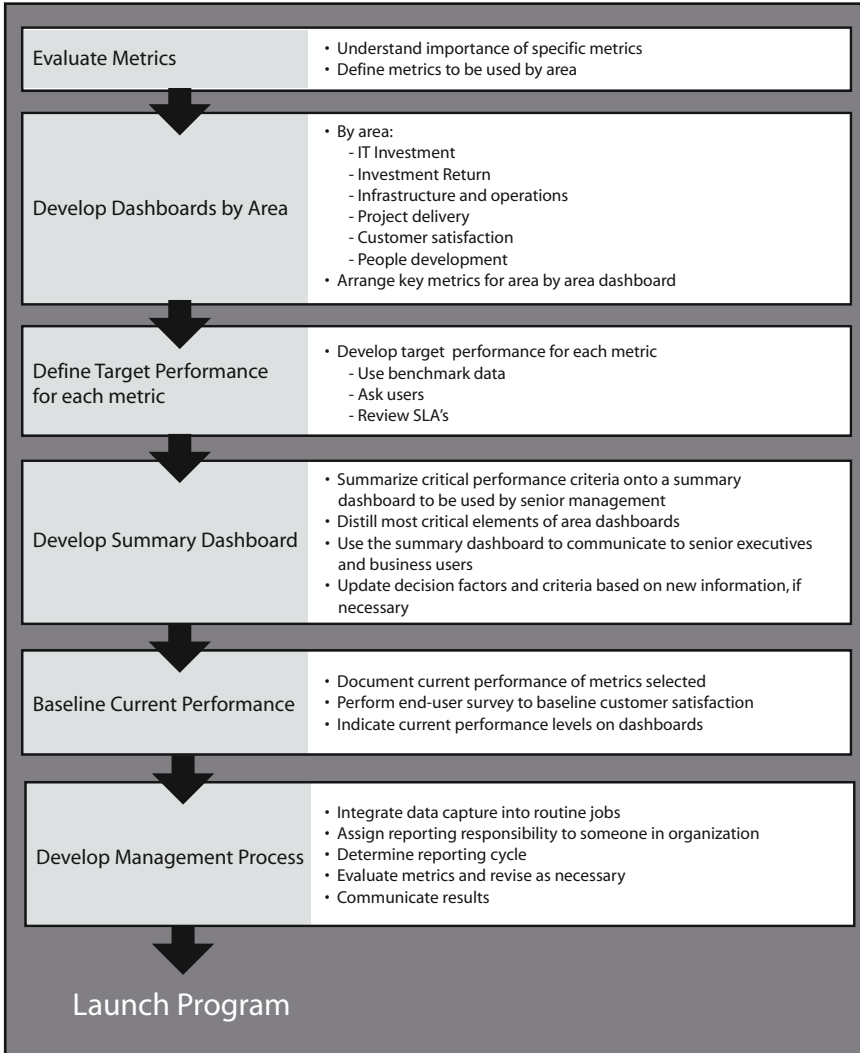 Evaluate Metrics
• Understand importance of specific metrics
• Define metrics to be used by area
Develop Dashboards by Area
• By area:
- IT Investment
- Investment Return
- Infrastructure and operations
- Project delivery
- Customer satisfaction
- People development
• Arrange key metrics for area by area dashboard
Define Target Performance
for each metric
• Develop target performance for each metric
- Use benchmark data
- Ask users
- Review SLA's
Develop Summary Dashboard
• Summarize critical performance criteria onto a summary
dashboard to be used by senior management
• Distill most critical elements of area dashboards
• Use the summary dashboard to communicate to senior executives
and business users
• Update decision factors and criteria based on new information, if
necessary
Baseline Current Performance
• Document current performance of metrics selected
• Perform end-user survey to baseline customer satisfaction
• Indicate current performance levels on dashboards
Develop Management Process
• Integrate data capture into routine jobs
• Assign reporting responsibility to someone in organization
• Determine reporting cycle
• Evaluate metrics and revise as necessary
• Communicate results
Launch Program